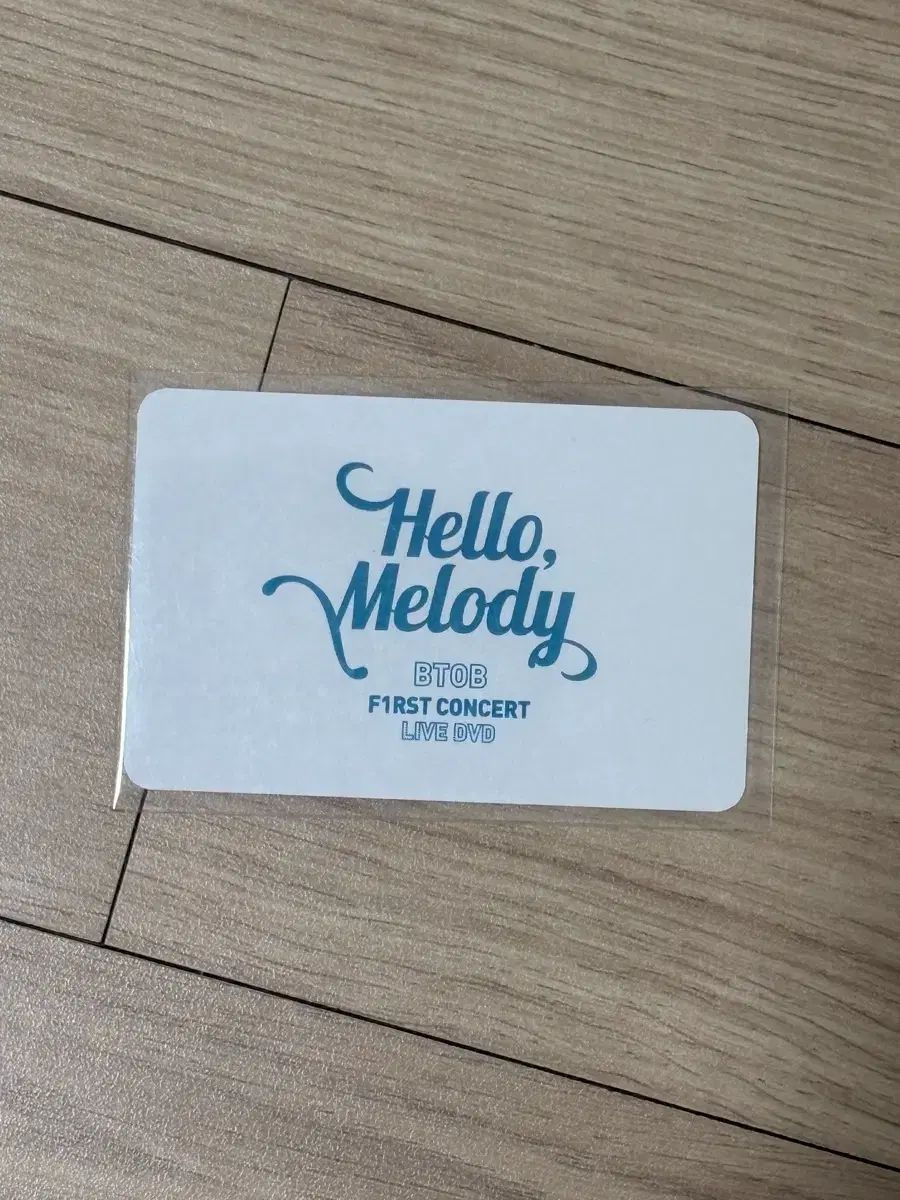 Hello,
Melody
BTOB
F1RST CONCERT
LIVE DVD